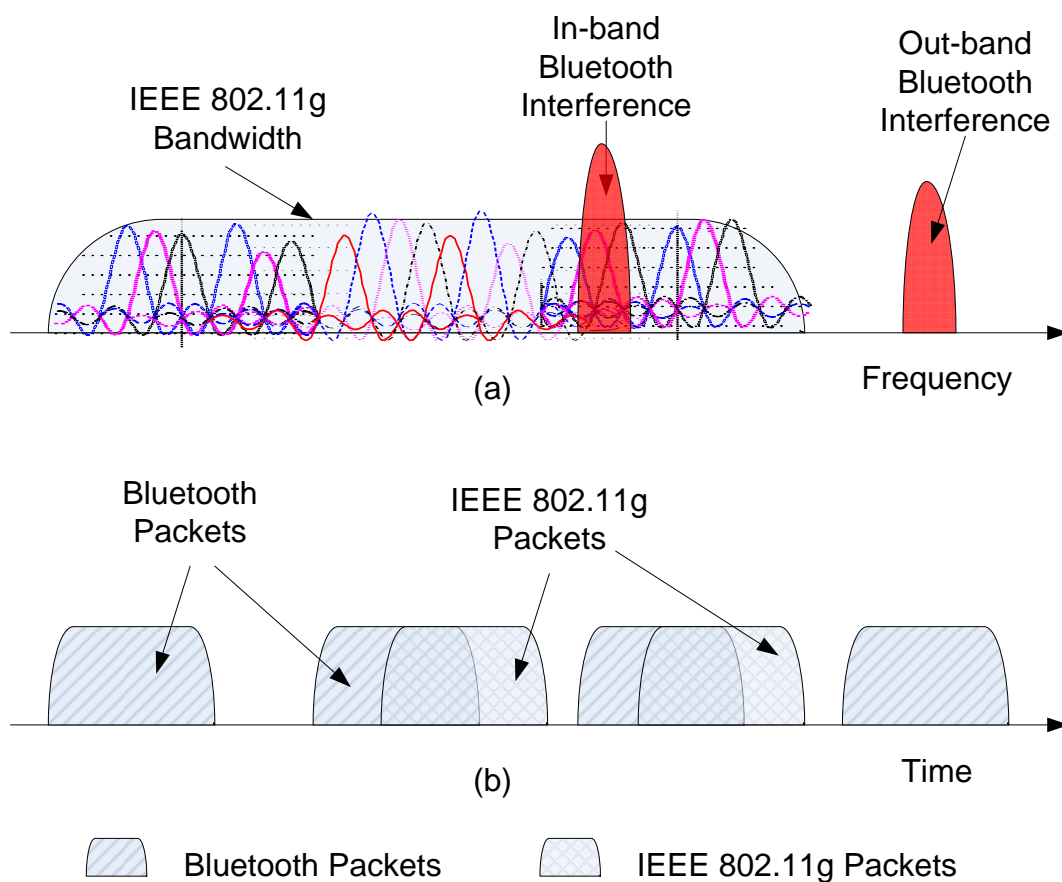 In-band
Bluetooth
Interference
Out-band
Bluetooth
Interference
IEEE 802.11g
Bandwidth
Frequency
(a)
Bluetooth
Packets
IEEE 802.11g
Packets
Time
(b)
Bluetooth Packets
IEEE 802.11g Packets